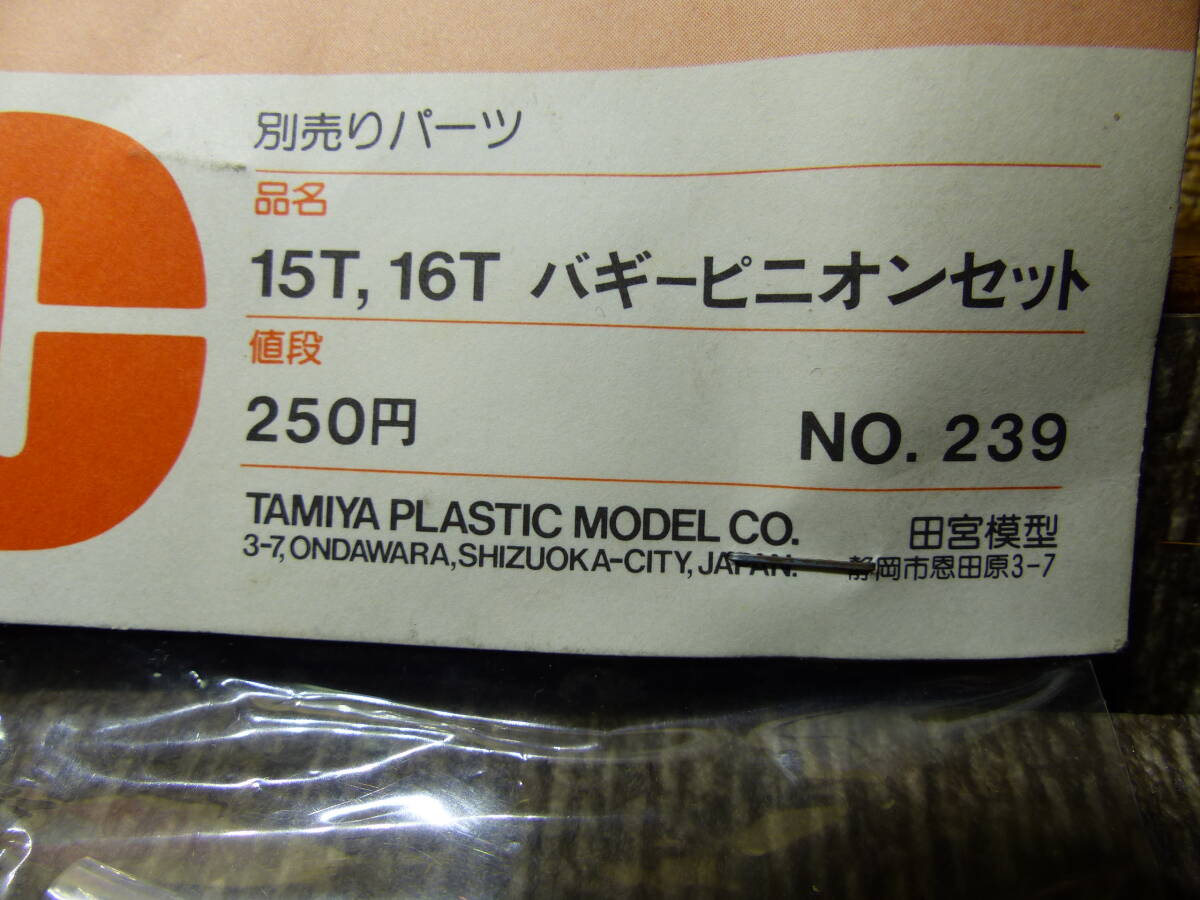 別売りパーツ
品名
15T, 16T バギーピニオンセット
値段
250円 NO. 239
TAMIYA PLASTIC MODEL CO. 田宮模型
3-7, ONDAWARA, SHIZUOKA-CITY, JAPAN. 静岡市恩田原3-7